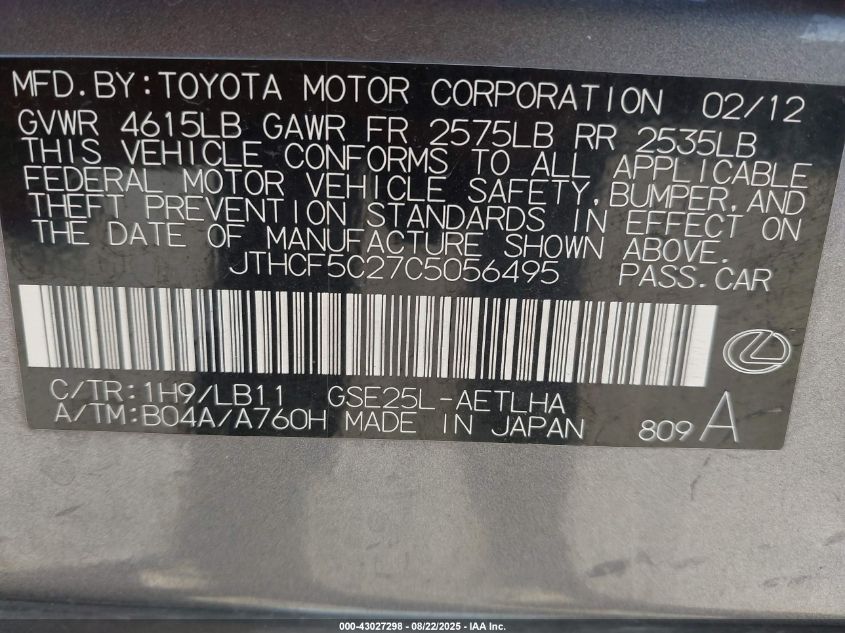 MFD.BY:TOYOTA MOTOR CORPORATION 02/12
GVWR 4615LB GAWR FR 2575LB RR 2535LB
THIS VEHICLE CONFORMS TO ALL APPLICABLE
FEDERAL MOTOR VEHICLE SAFETY,BUMPER,AND
THEFT PREVENTION STANDARDS IN EFFECT ON
THE DATE OF MANUFACTURE SHOWN ABOVE.
JTHCF5C27C5056495 PASS.CAR
C/TR:1H9/LB11 GSE25L-AETLHA
A/TM:B04A/A760H MADE IN JAPAN 809 A
000-43027298 - 08/22/2025 - IAA Inc.